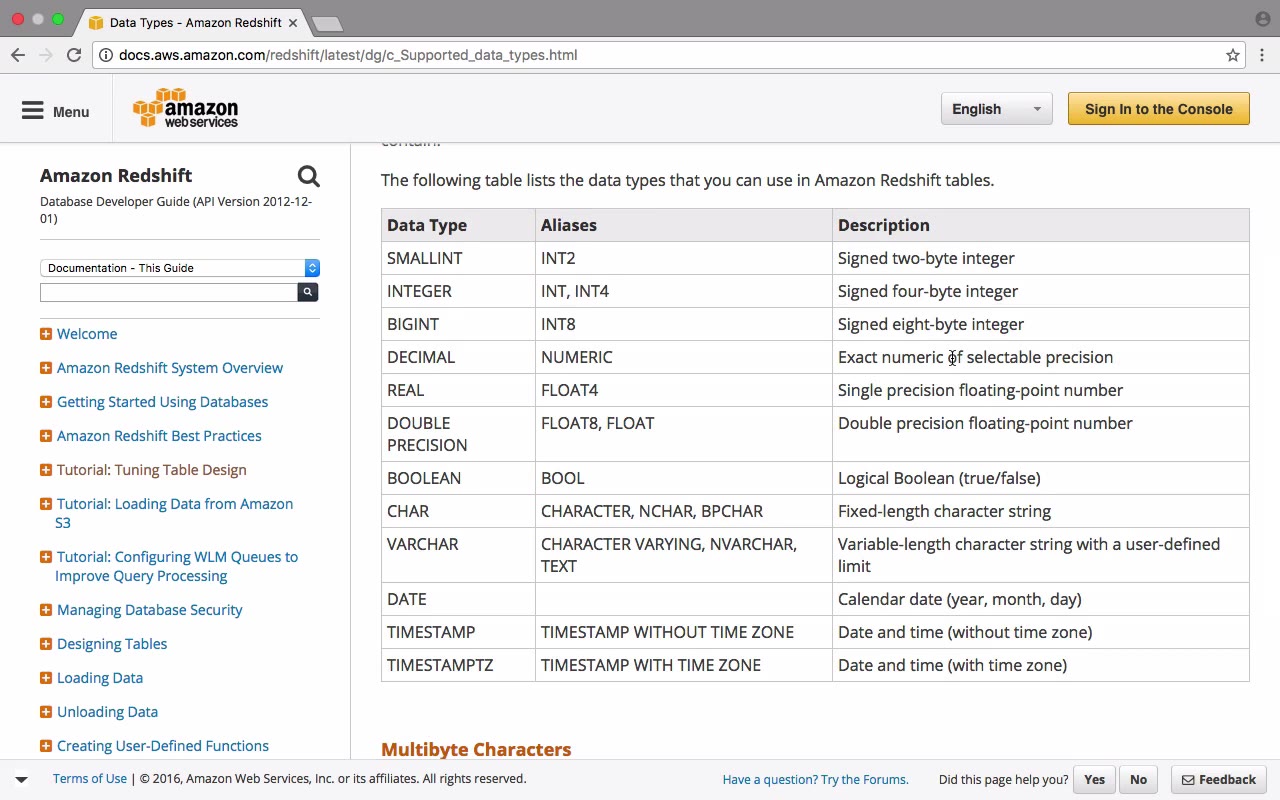 Data Types - Amazon Redshift
docs.aws.amazon.com/redshift/latest/dg/c_Supported_data_types.html
Menu
amazon
webservices
English
Sign In to the Console
Amazon Redshift
Database Developer Guide (API Version 2012-12-
01)
Documentation - This Guide
Welcome
Amazon Redshift System Overview
Getting Started Using Databases
Amazon Redshift Best Practices
Tutorial: Tuning Table Design
Tutorial: Loading Data from Amazon
S3
Tutorial: Configuring WLM Queues to
Improve Query Processing
Managing Database Security
Designing Tables
Loading Data
Unloading Data
Creating User-Defined Functions
contain.
The following table lists the data types that you can use in Amazon Redshift tables.
Data Type Aliases Description
SMALLINT INT2 Signed two-byte integer
INTEGER INT, INT4 Signed four-byte integer
BIGINT INT8 Signed eight-byte integer
DECIMAL NUMERIC Exact numeric of selectable precision
REAL FLOAT4 Single precision floating-point number
DOUBLE FLOAT8, FLOAT Double precision floating-point number
PRECISION
BOOLEAN BOOL Logical Boolean (true/false)
CHAR CHARACTER, NCHAR, BPCHAR Fixed-length character string
VARCHAR CHARACTER VARYING, NVARCHAR, Variable-length character string with a user-defined
TEXT limit
DATE Calendar date (year, month, day)
TIMESTAMP TIMESTAMP WITHOUT TIME ZONE Date and time (without time zone)
TIMESTAMPTZ TIMESTAMP WITH TIME ZONE Date and time (with time zone)
Multibyte Characters
Terms of Use | © 2016, Amazon Web Services, Inc. or its affiliates. All rights reserved. Have a question? Try the Forums. Did this page help you? Yes No Feedback